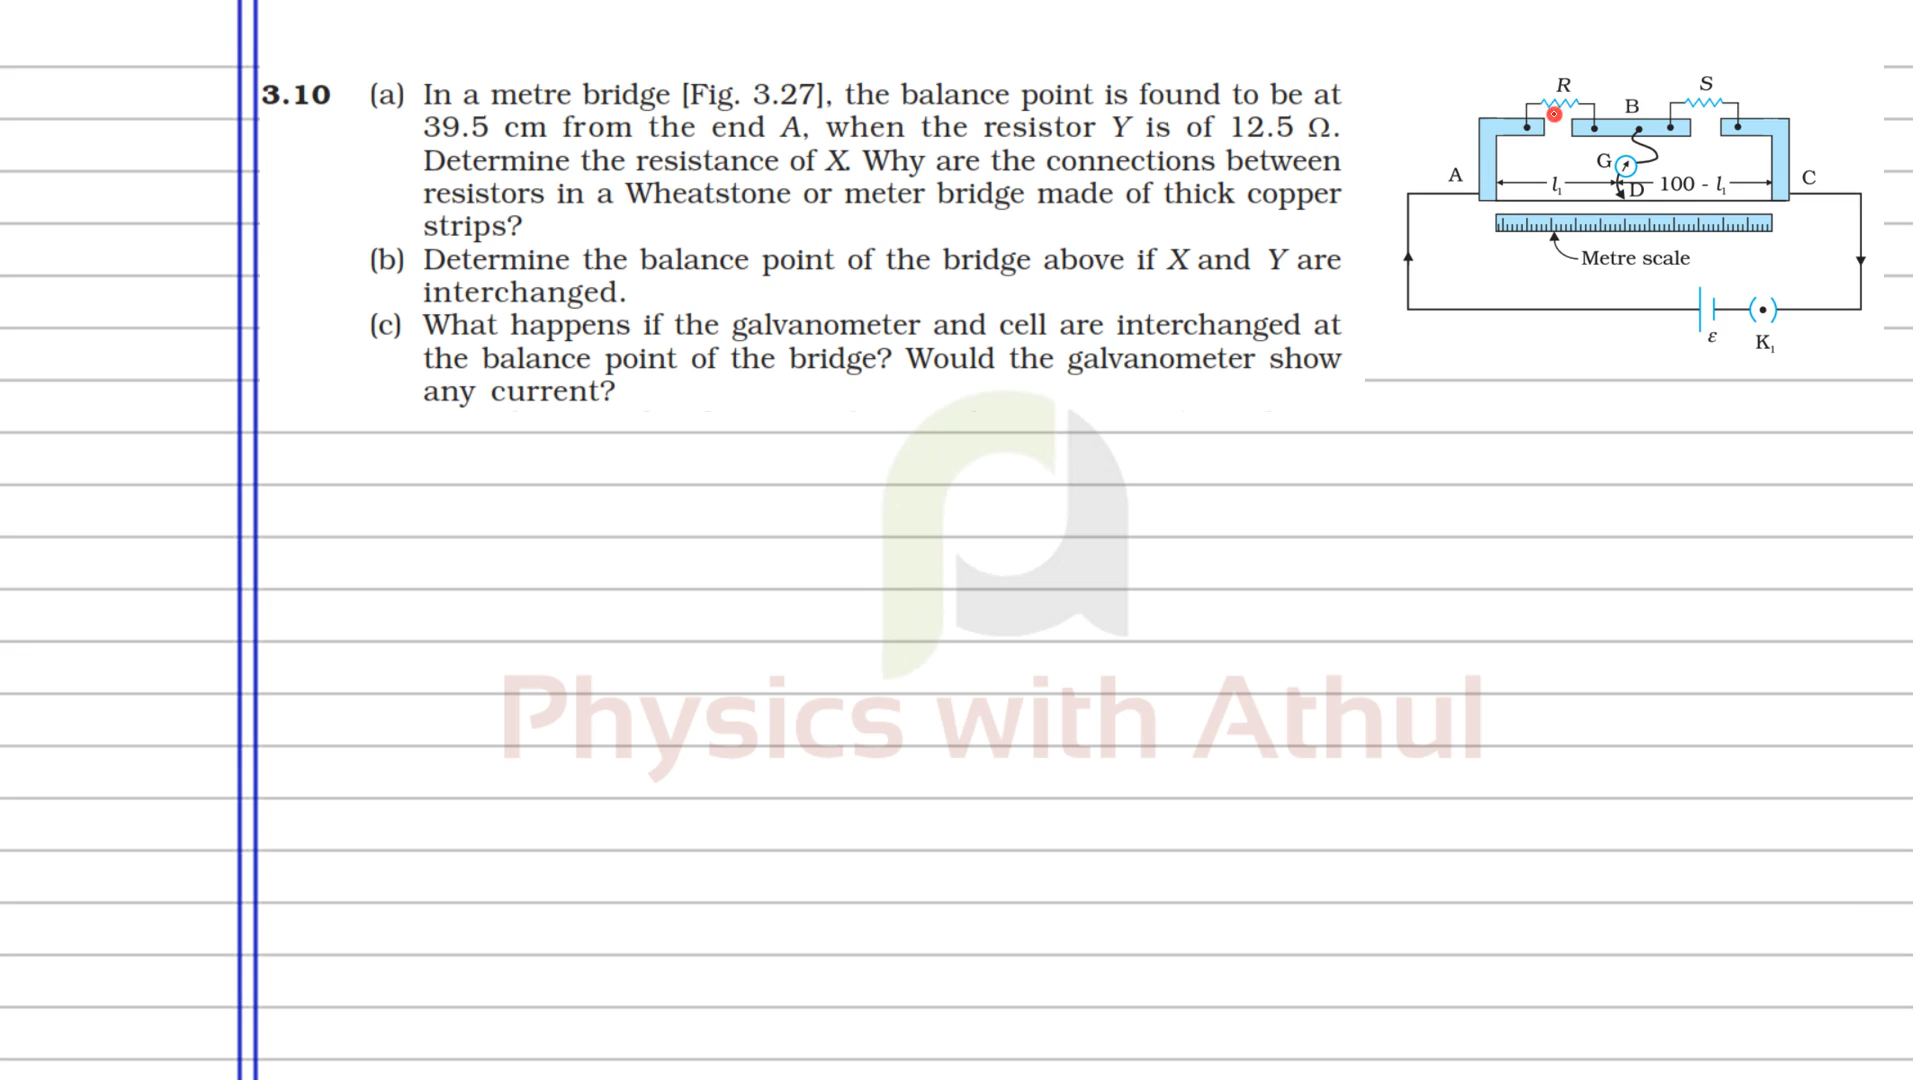 3.10 (a) In a metre bridge [Fig. 3.27], the balance point is found to be at
39.5 cm from the end A, when the resistor Y is of 12.5 Ω.
Determine the resistance of X. Why are the connections between
resistors in a Wheatstone or meter bridge made of thick copper
strips?
(b) Determine the balance point of the bridge above if X and Y are
interchanged.
(c) What happens if the galvanometer and cell are interchanged at
the balance point of the bridge? Would the galvanometer show
any current?
R
S
B
G
A
l₁
D
100 - l₁
C
Metre scale
ε
K₁
Physics with Athul